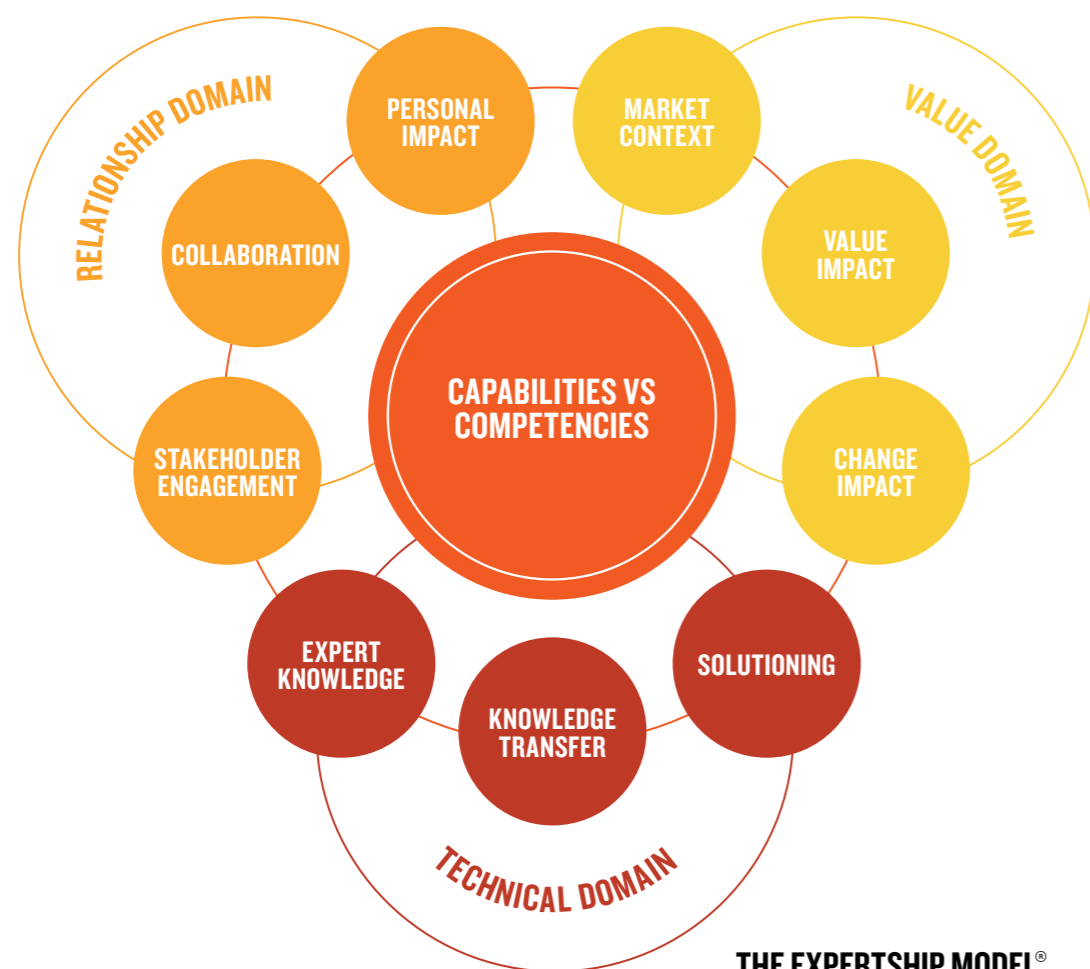 RELATIONSHIP DOMAIN
PERSONAL
IMPACT
COLLABORATION
STAKEHOLDER
ENGAGEMENT
MARKET
CONTEXT
VALUE DOMAIN
VALUE
IMPACT
CHANGE
IMPACT
CAPABILITIES VS
COMPETENCIES
EXPERT
KNOWLEDGE
KNOWLEDGE
TRANSFER
SOLUTIONING
TECHNICAL DOMAIN
THE EXPERTSHIP MODEL®